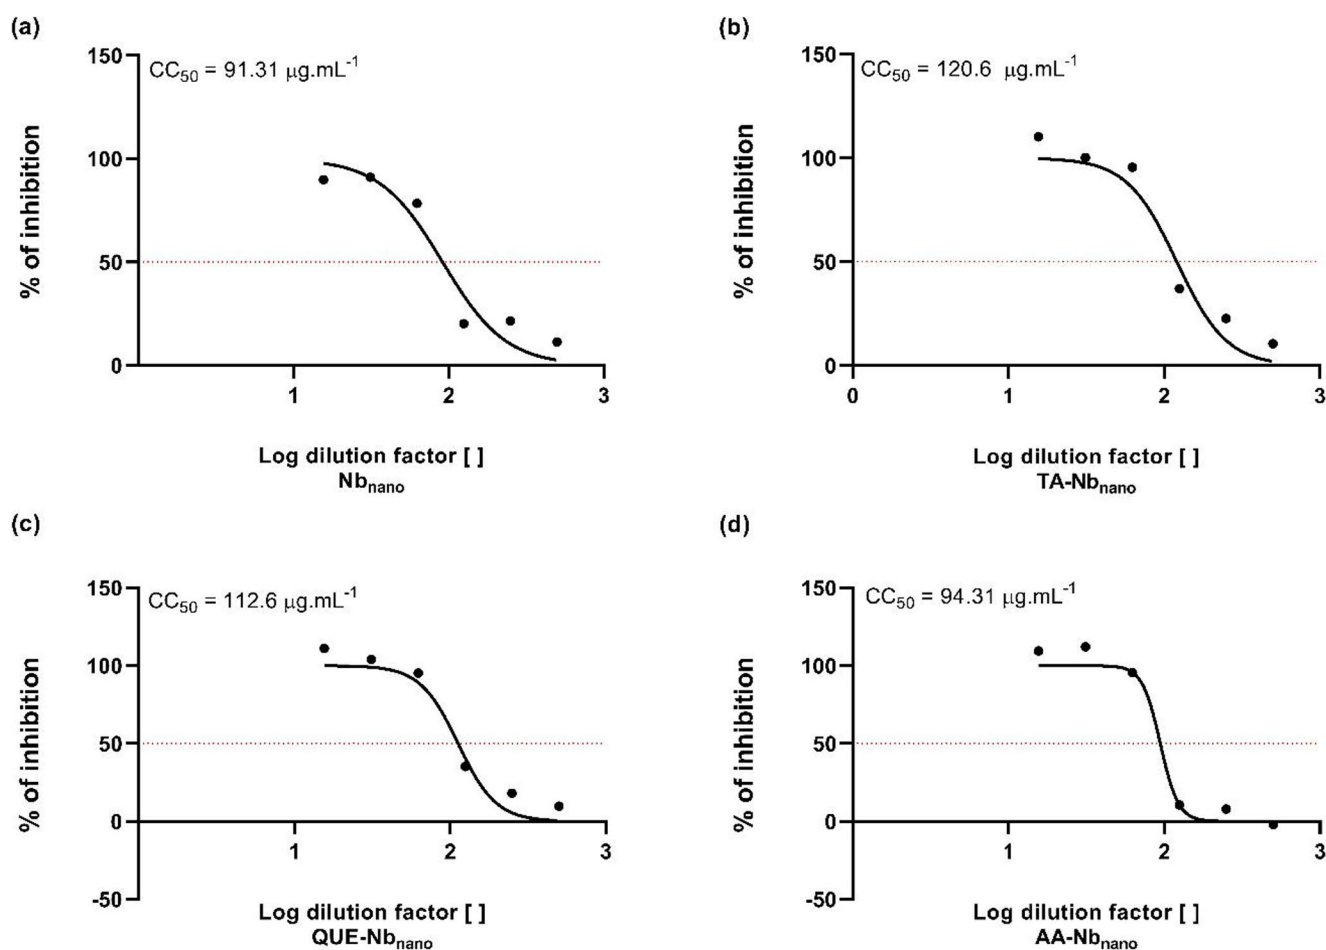 (a)
150
CC50 = 91.31 μg.mL-1
100
50
0
% of inhibition
1 2 3
Log dilution factor [ ]
Nbnano
(b)
150
CC50 = 120.6 μg.mL-1
100
50
0
% of inhibition
0 1 2 3
Log dilution factor [ ]
TA-Nbnano
(c)
150
CC50 = 112.6 μg.mL-1
100
50
0
-50
% of inhibition
1 2 3
Log dilution factor [ ]
QUE-Nbnano
(d)
150
CC50 = 94.31 μg.mL-1
100
50
0
-50
% of inhibition
1 2 3
Log dilution factor [ ]
AA-Nbnano